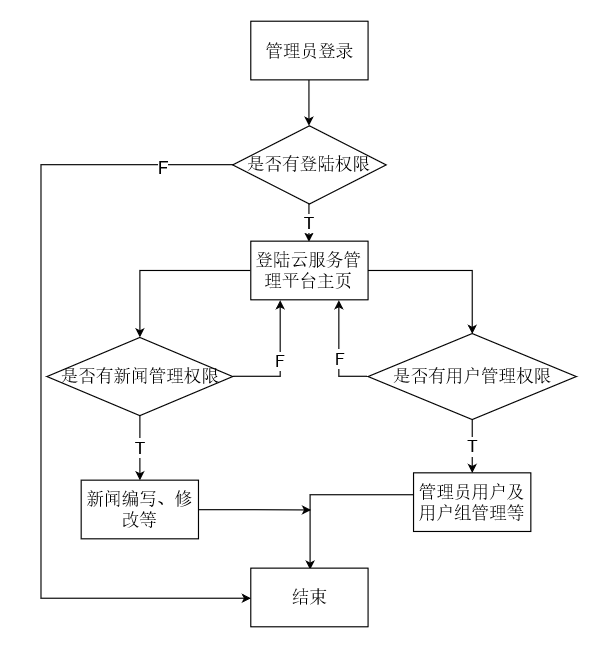 管理员登录
是否有登陆权限
F
T
登陆云服务管
理平台主页
F
F
是否有新闻管理权限
是否有用户管理权限
T
T
新闻编写、修
改等
管理员用户及
用户组管理等
结束